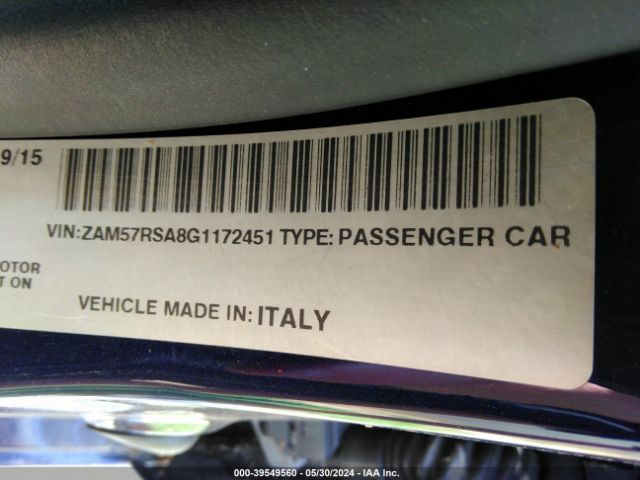 9/15
VIN:ZAM57RSA8G1172451 TYPE: PASSENGER CAR
OTOR
T ON
VEHICLE MADE IN: ITALY
000-39549560 - 05/30/2024 - IAA Inc.